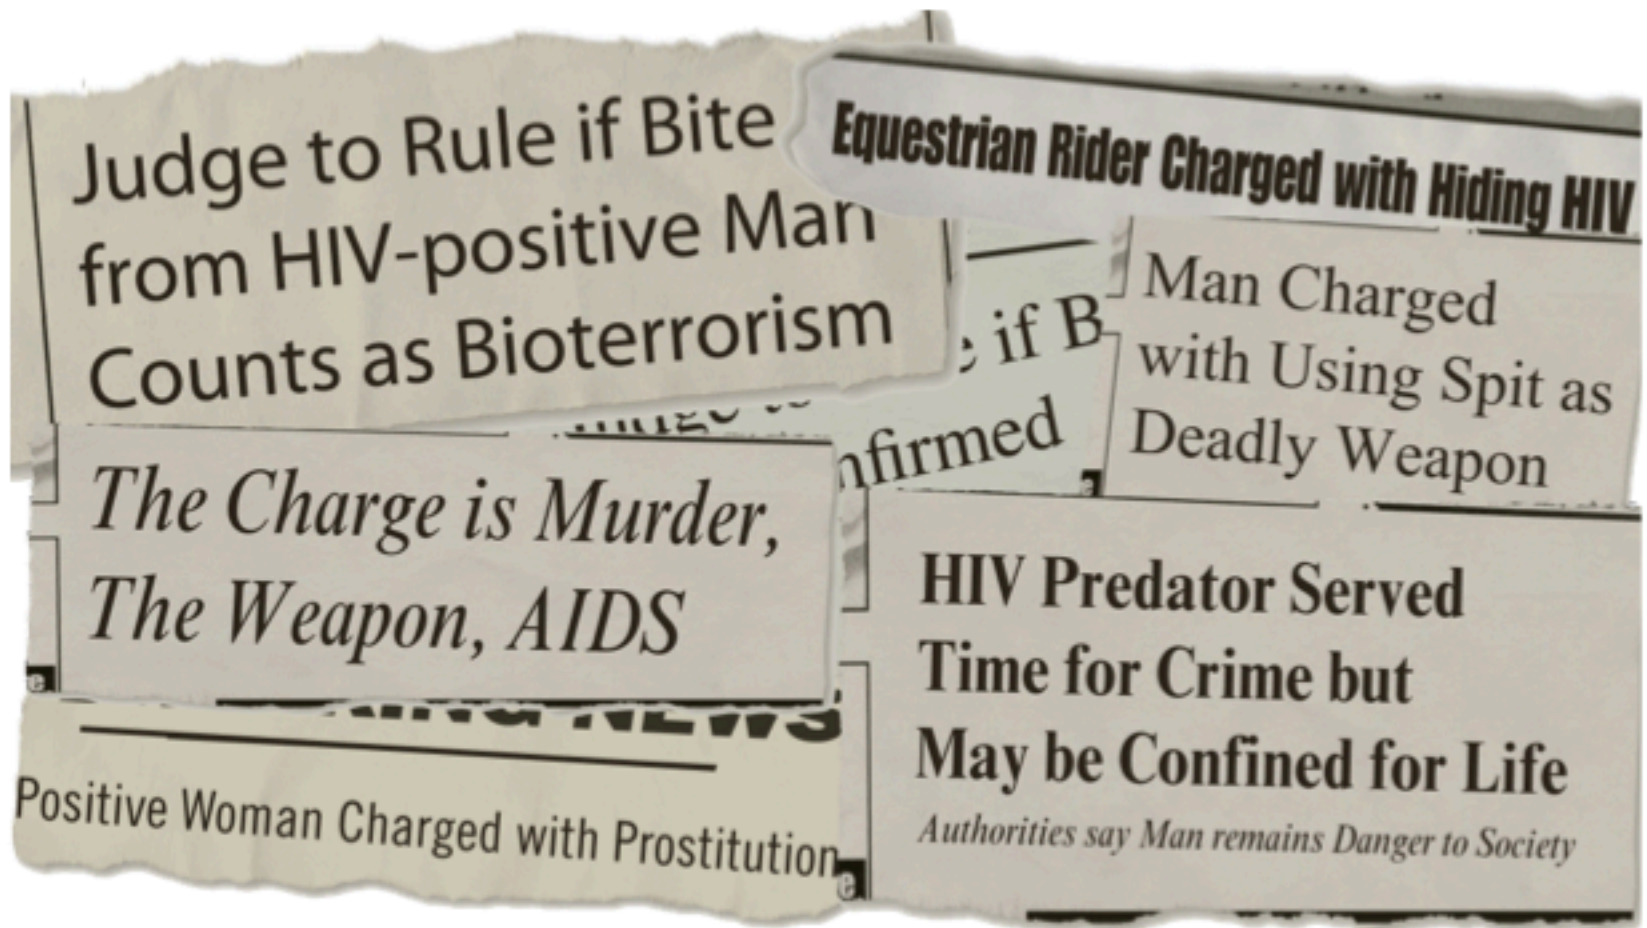 Judge to Rule if Bite
from HIV-positive Man
Counts as Bioterrorism
Equestrian Rider Charged with Hiding HIV
Man Charged
with Using Spit as
Deadly Weapon
if B
The Charge is Murder,
The Weapon, AIDS
HIV Predator Served
Time for Crime but
May be Confined for Life
Authorities say Man remains Danger to Society
NEWS
Positive Woman Charged with Prostitution